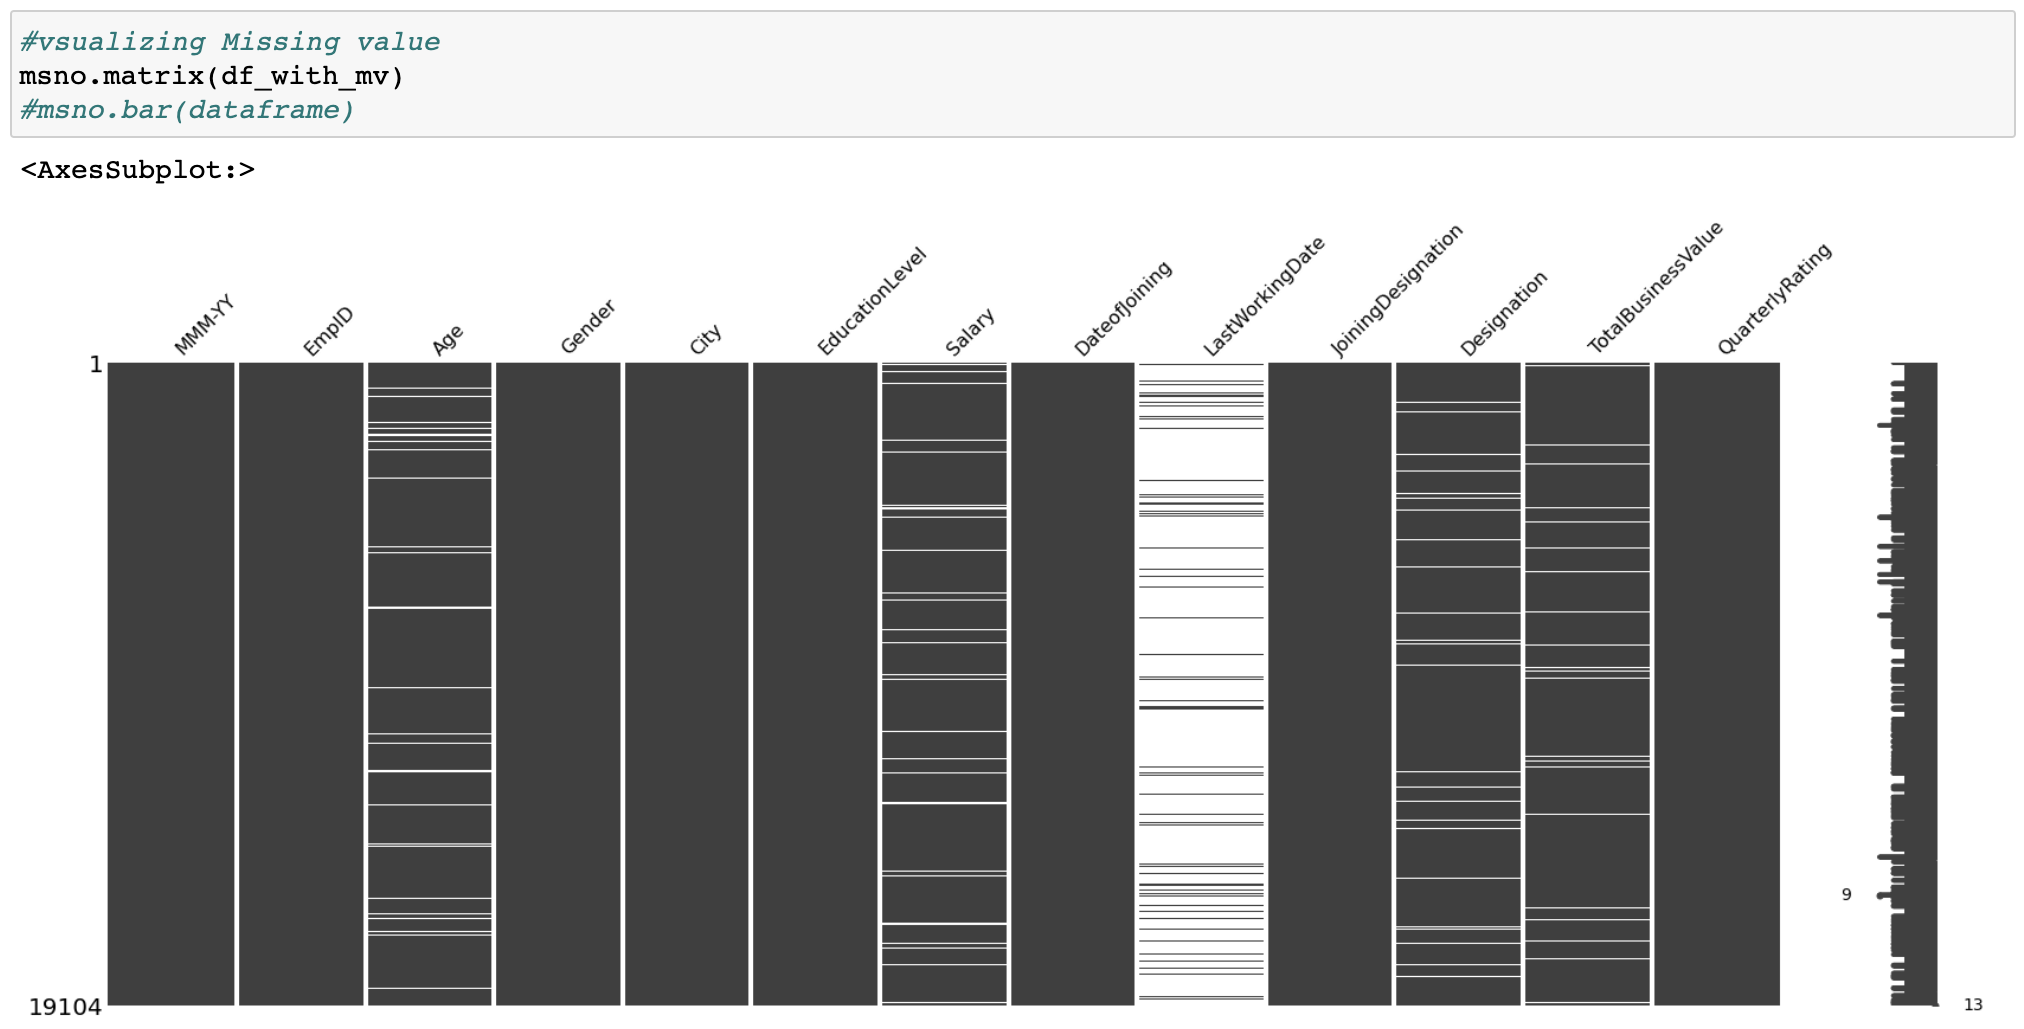 #vsualizing Missing value
msno.matrix(df_with_mv)
#msno.bar(dataframe)
<AxesSubplot:>
MMM-YY
EmpID
Age
Gender
City
EducationLevel
Salary
DateofJoining
LastWorkingDate
JoiningDesignation
Designation
TotalBusinessValue
QuarterlyRating
1
9
19104
13